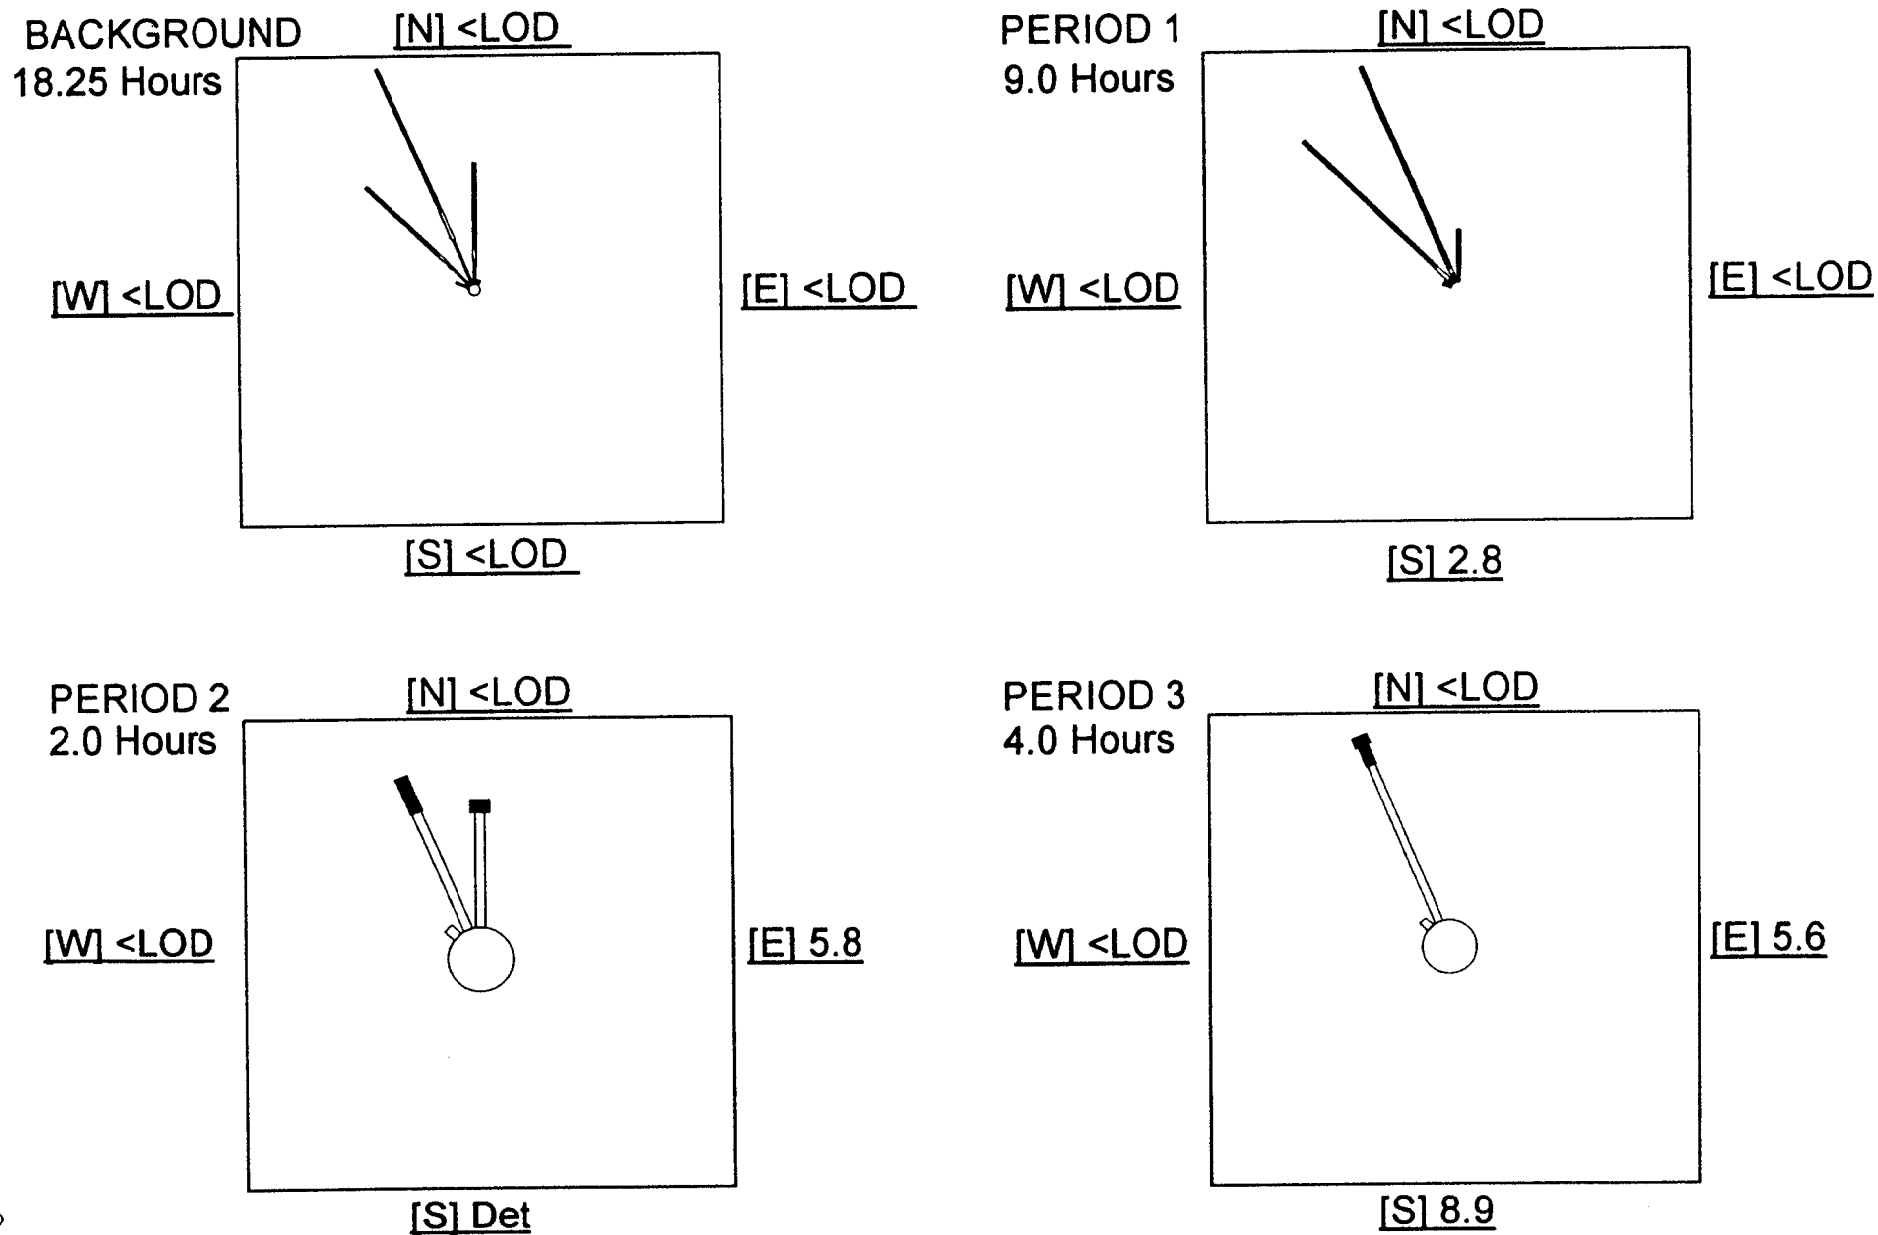 BACKGROUND
18.25 Hours
[N] <LOD
[W] <LOD
[E] <LOD
[S] <LOD
PERIOD 1
9.0 Hours
[N] <LOD
[W] <LOD
[E] <LOD
[S] 2.8
PERIOD 2
2.0 Hours
[N] <LOD
[W] <LOD
[E] 5.8
[S] Det
PERIOD 3
4.0 Hours
[N] <LOD
[W] <LOD
[E] 5.6
[S] 8.9